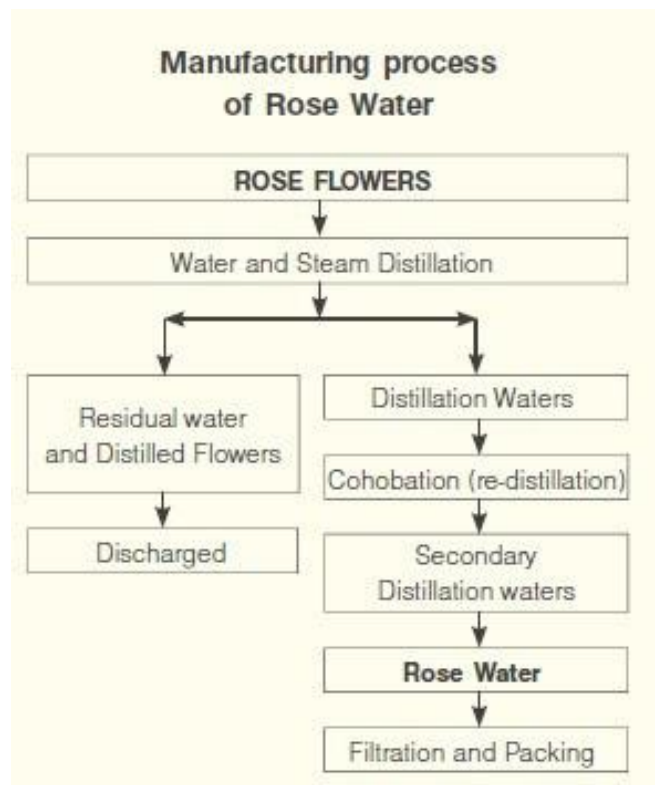 Manufacturing process
of Rose Water
ROSE FLOWERS
Water and Steam Distillation
Residual water
and Distilled Flowers
Discharged
Distillation Waters
Cohobation (re-distillation)
Secondary
Distillation waters
Rose Water
Filtration and Packing